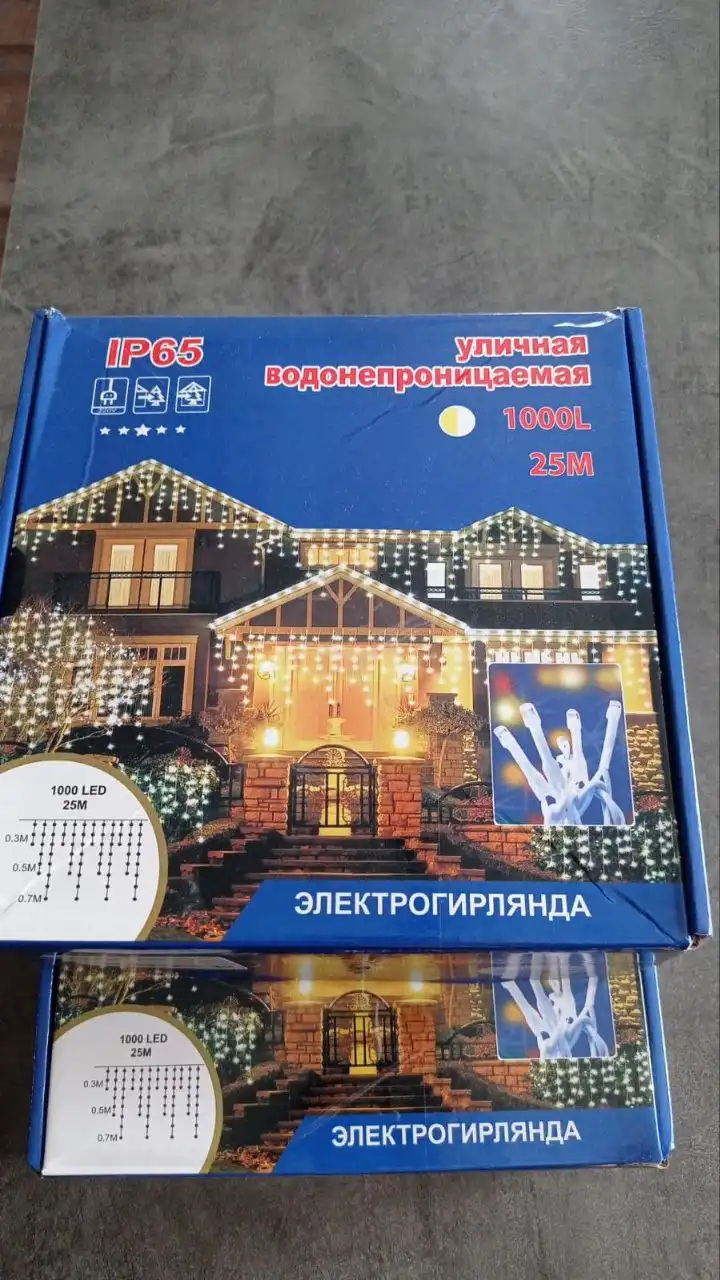 IP65
уличная
водонепроницаемая
220V
1000L
25M
1000 LED
25M
0.3M
0.5M
0.7M
ЭЛЕКТРОГИРЛЯНДА
1000 LED
25M
0.3M
0.5M
0.7M
ЭЛЕКТРОГИРЛЯНДА